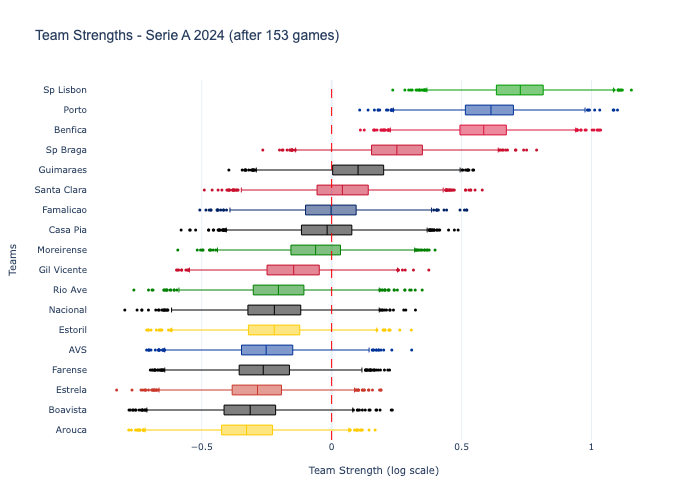 Team Strengths - Serie A 2024 (after 153 games)
Sp Lisbon
Porto
Benfica
Sp Braga
Guimaraes
Santa Clara
Famalicao
Casa Pia
Moreirense
Gil Vicente
Rio Ave
Nacional
Estoril
AVS
Farense
Estrela
Boavista
Arouca
Teams
−0.5 0 0.5 1
Team Strength (log scale)